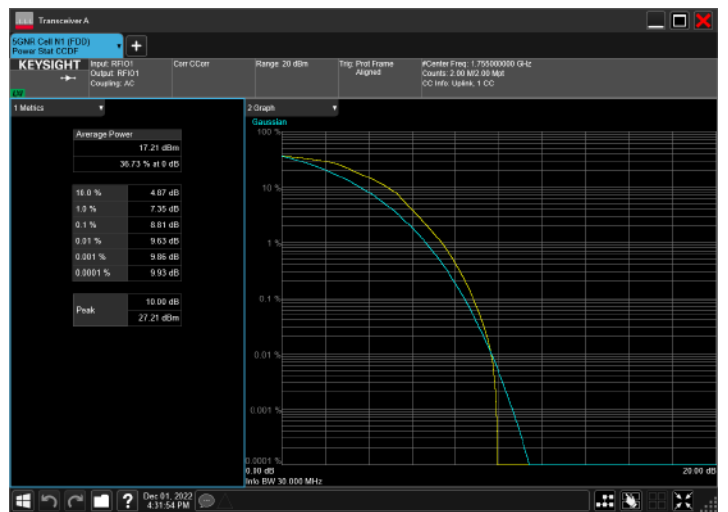 Transceiver A
5GNR Cell N1 (FDD)
Power Stat CCDF
KEYSIGHT
Input: RFIO1
Output: RFIO1
Coupling: AC
Corr CCorr
Range: 20 dBm
Trig: Prot Frame
Aligned
#Center Freq: 1.755000000 GHz
Counts: 2.00 M/2.00 Mpt
CC Info: Uplink, 1 CC
1 Metrics
Average Power
17.21 dBm
36.73 % at 0 dB
10.0 % 4.87 dB
1.0 % 7.35 dB
0.1 % 8.81 dB
0.01 % 9.63 dB
0.001 % 9.86 dB
0.0001 % 9.93 dB
Peak
10.00 dB
27.21 dBm
2 Graph
Gaussian
100 %
10 %
1 %
0.1 %
0.01 %
0.001 %
0.0001 %
0.00 dB
20.00 dB
Info BW 30.000 MHz
?
Dec 01, 2022
4:31:54 PM